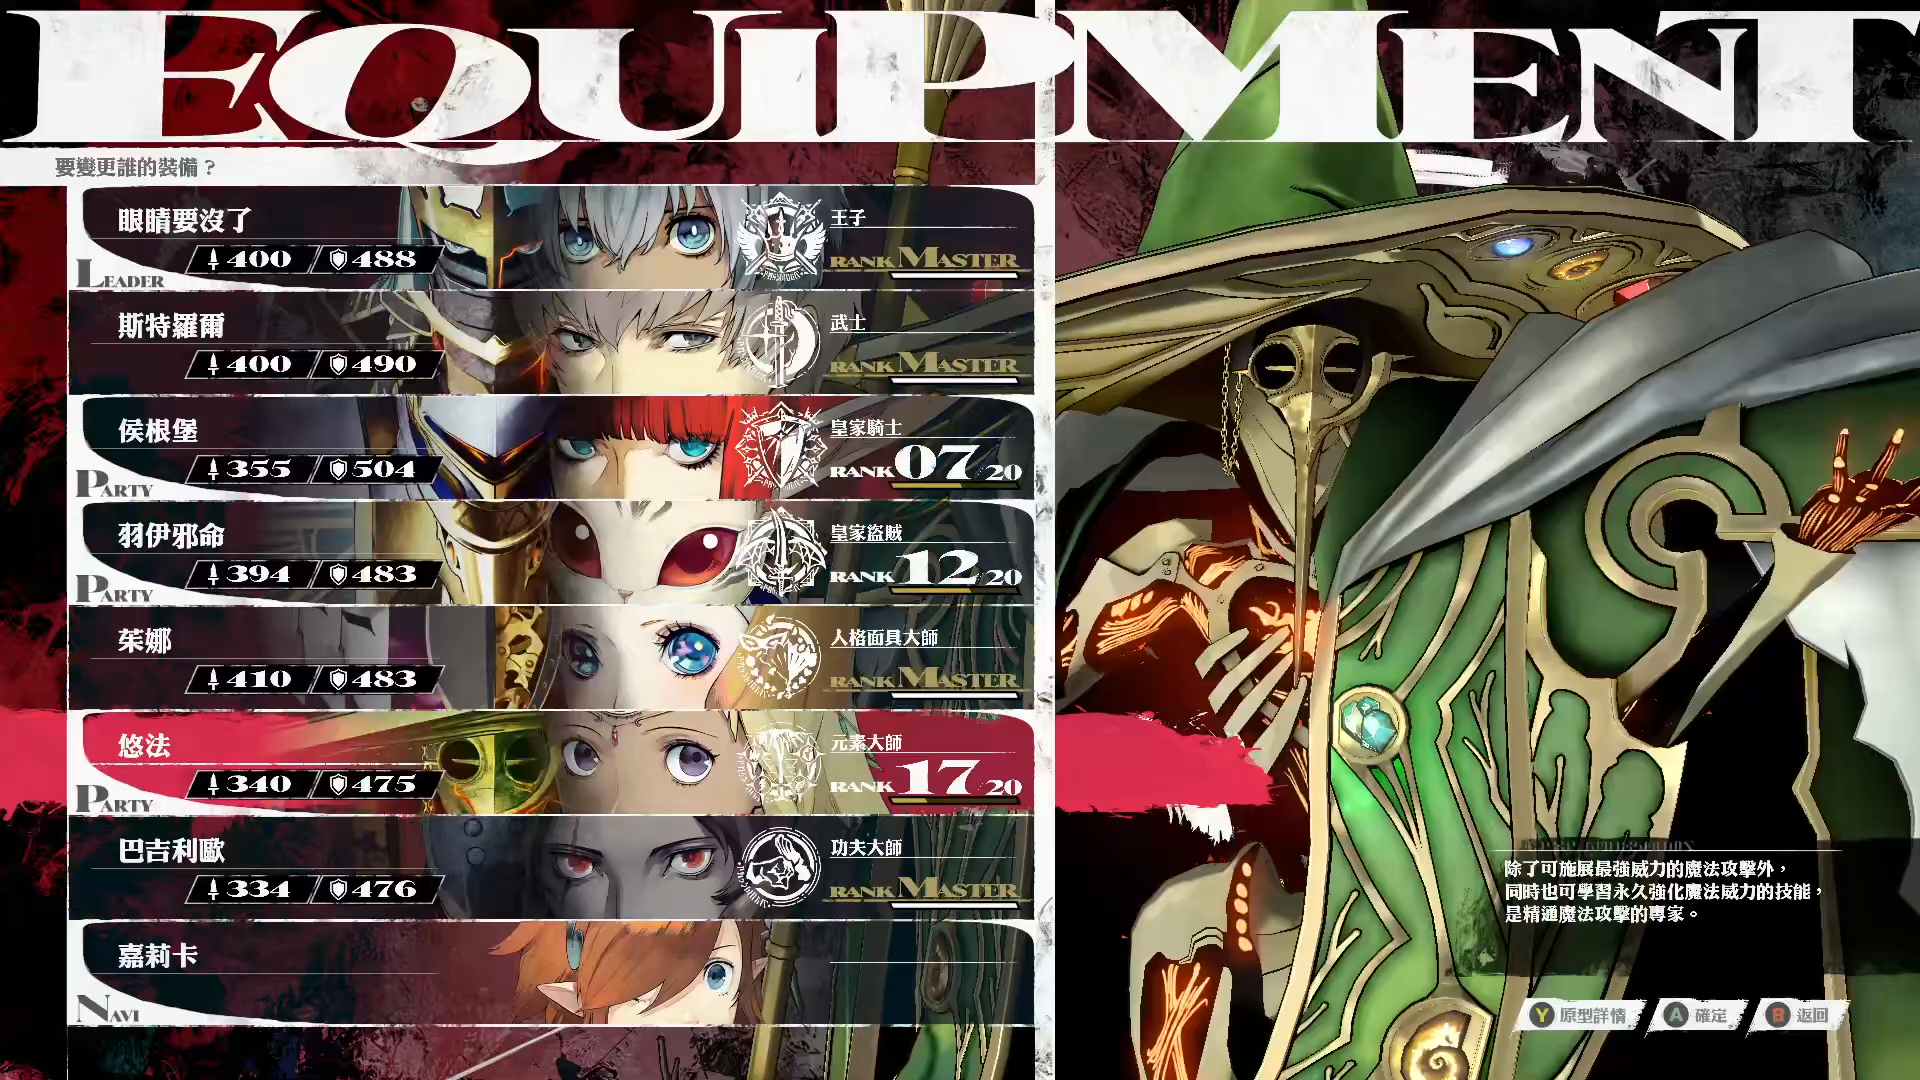 EQUIPMENT
要變更誰的裝備？
眼睛要沒了
400 488
LEADER
王子
RANK MASTER
斯特羅爾
400 490
武士
RANK MASTER
侯根堡
355 504
PARTY
皇家騎士
RANK 07/20
羽伊邪命
394 483
PARTY
皇家盜賊
RANK 12/20
茱娜
410 483
人格面具大師
RANK MASTER
悠法
340 475
PARTY
元素大師
RANK 17/20
巴吉利歐
334 476
功夫大師
RANK MASTER
嘉莉卡
NAVI
除了可施展最強威力的魔法攻擊外，
同時也可學習永久強化魔法威力的技能，
是精通魔法攻擊的專家。
Y 原型詳情 A 確定 B 返回